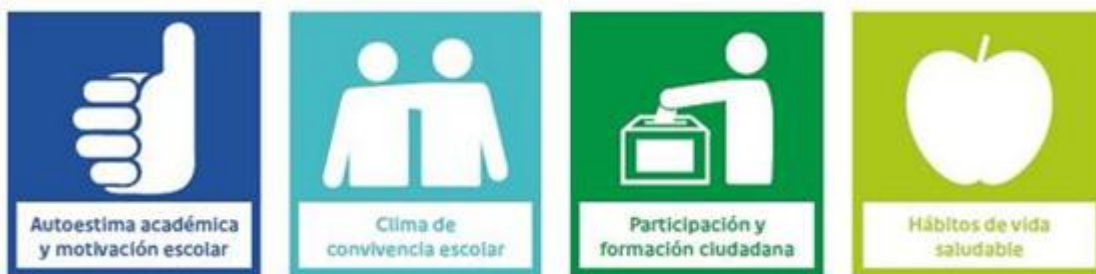 Autoestima académica
y motivación escolar
Clima de
convivencia escolar
Participación y
formación ciudadana
Hábitos de vida
saludable